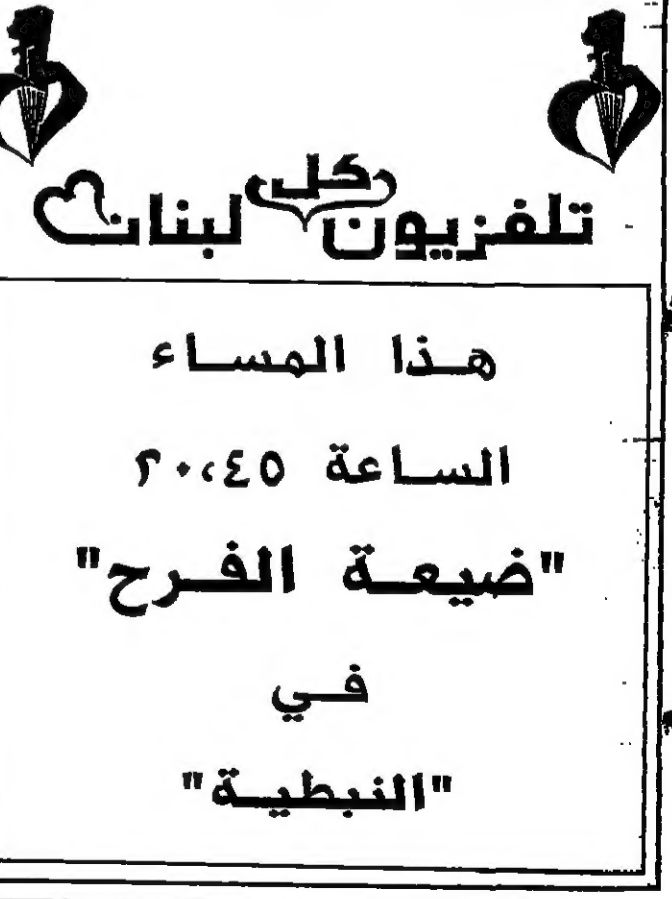 تلفزيون كل لبنان
هذا المساء
الساعة ٢٠،٤٥
"ضيعة الفرح"
في
"النبطية"